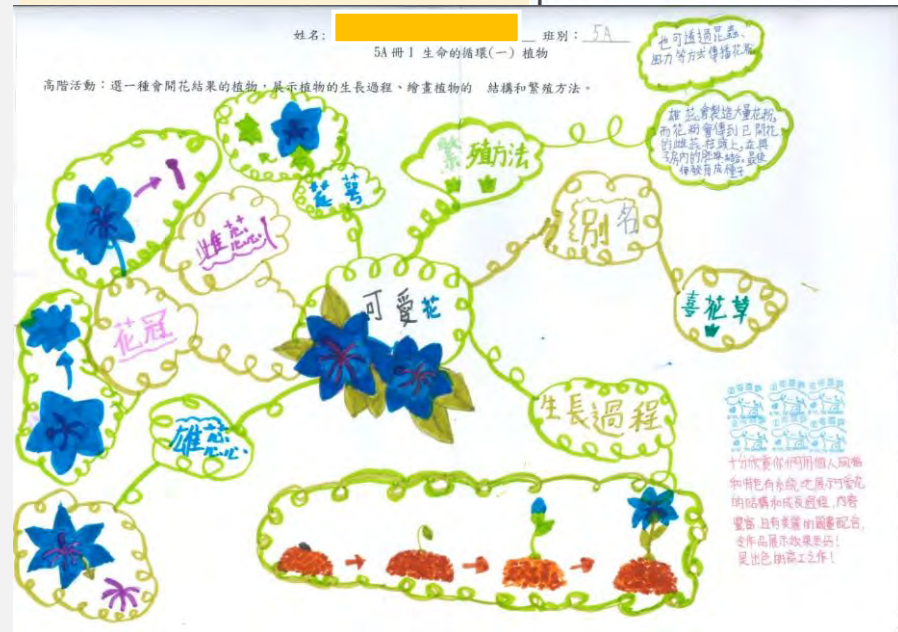 姓名: 班別: 5A
5A 冊 1 生命的循環(一) 植物
高階活動：選一種會開花結果的植物，展示植物的生長過程、繪畫植物的 結構和繁殖方法。
也可透過昆蟲、
風力等方式傳播花粉
雄蕊會製造大量花粉,
而花粉會傳到已開花
的雌蕊柱頭上,並與
子房內的胚珠結合。最後
種子
繁殖方法
花萼
雌蕊
花冠
雄蕊
可愛花
別名
喜花草
生長過程
十分欣賞你們用個人風格
和特色有系統地展示可愛花
的結構和成長過程,內容
豐富,且有美麗的圖畫配合,
令作品展示效果更好!
是出色的高工之作!